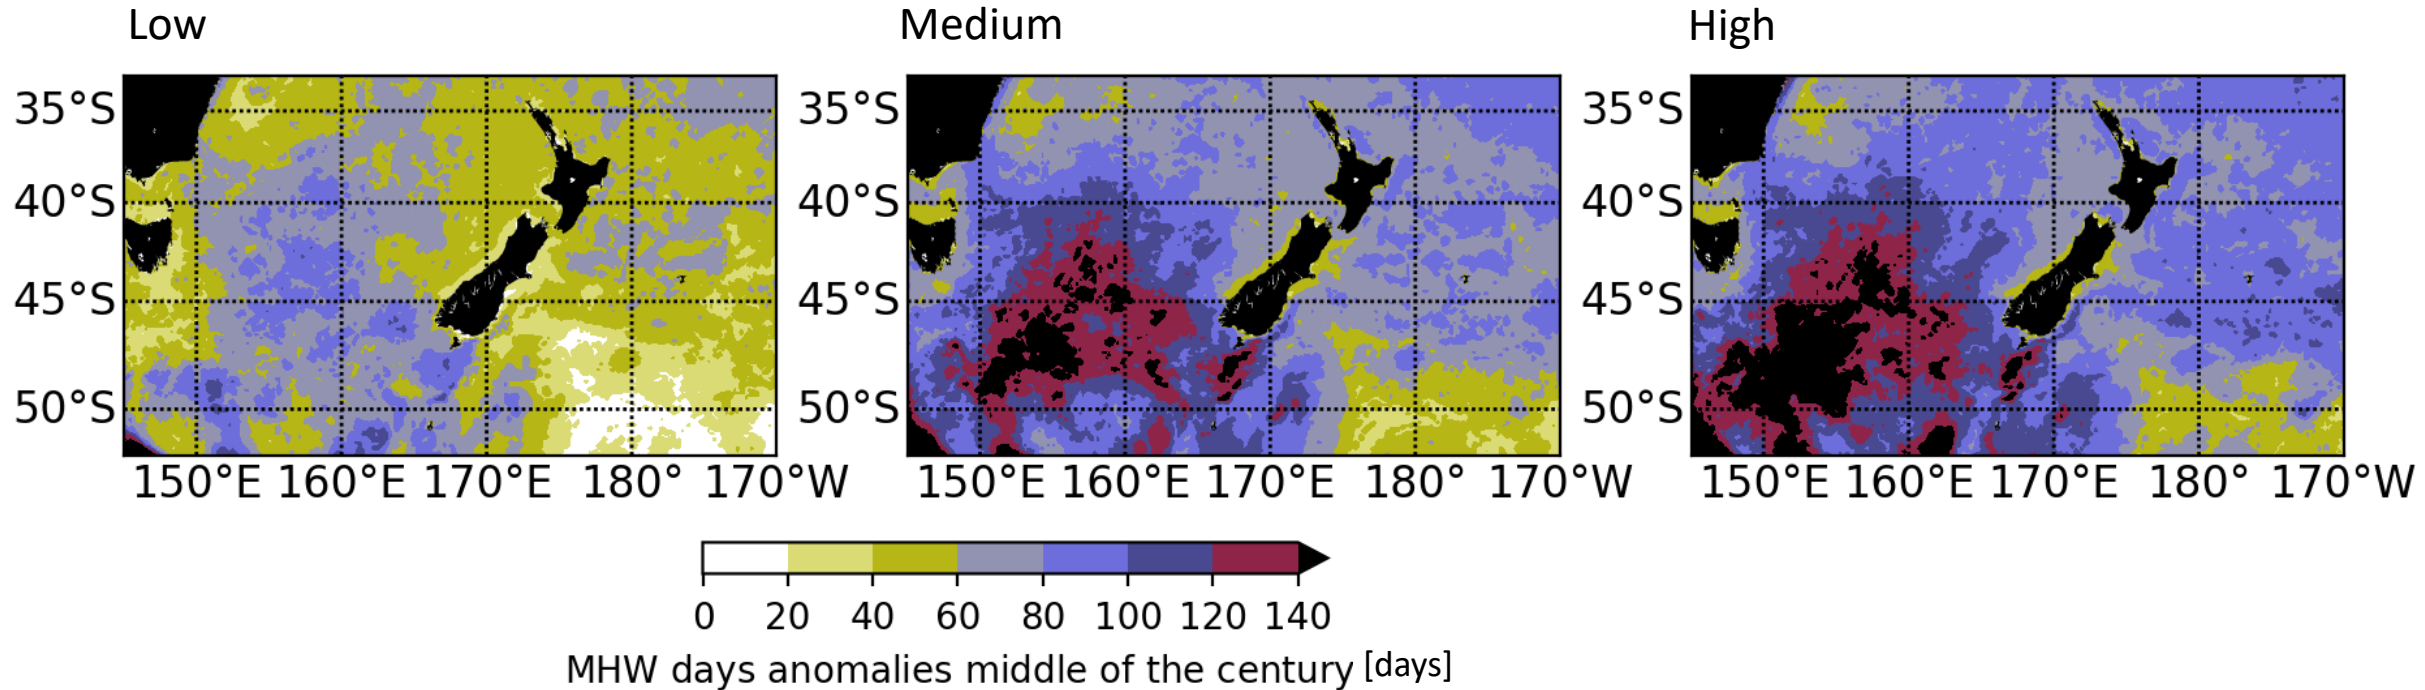 Low Medium High
35°S 35°S 35°S
40°S 40°S 40°S
45°S 45°S 45°S
50°S 50°S 50°S
150°E 160°E 170°E 180° 170°W 150°E 160°E 170°E 180° 170°W 150°E 160°E 170°E 180° 170°W
0 20 40 60 80 100 120 140
MHW days anomalies middle of the century [days]